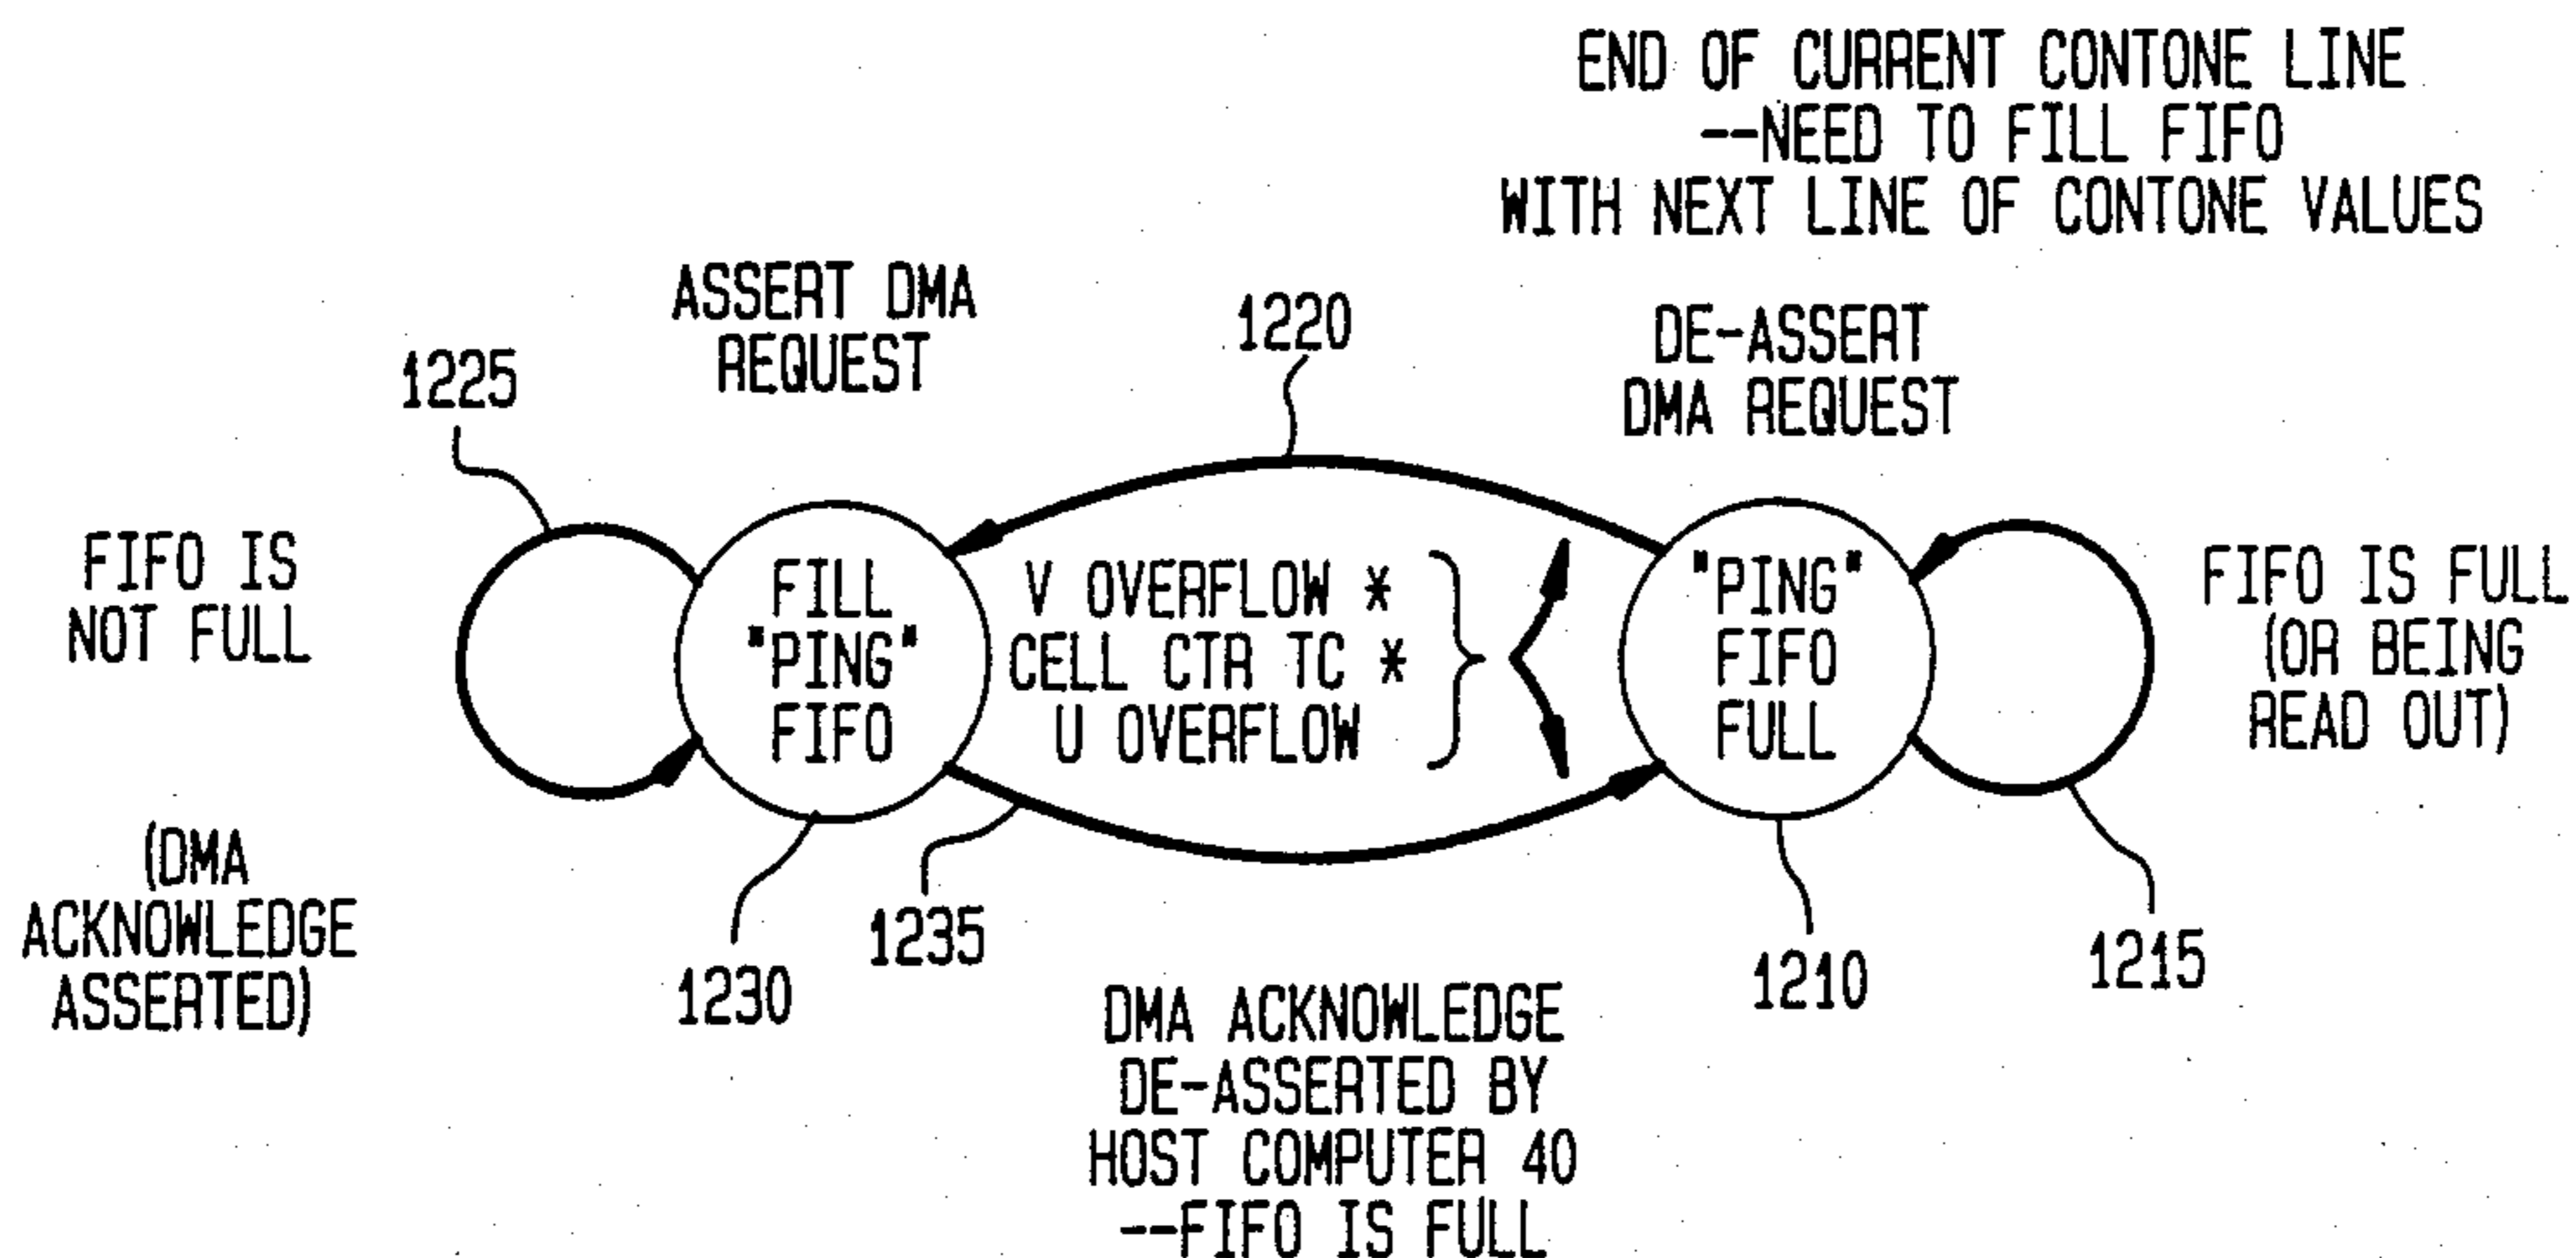 END OF CURRENT CONTONE LINE
--NEED TO FILL FIFO
WITH NEXT LINE OF CONTONE VALUES
ASSERT DMA
REQUEST
1220
DE-ASSERT
DMA REQUEST
1225
FIFO IS
NOT FULL
FILL
"PING"
FIFO
V OVERFLOW *
CELL CTR TC *
U OVERFLOW
"PING"
FIFO
FULL
FIFO IS FULL
(OR BEING
READ OUT)
(DMA
ACKNOWLEDGE
ASSERTED)
1230
1235
1210
1215
DMA ACKNOWLEDGE
DE-ASSERTED BY
HOST COMPUTER 40
--FIFO IS FULL